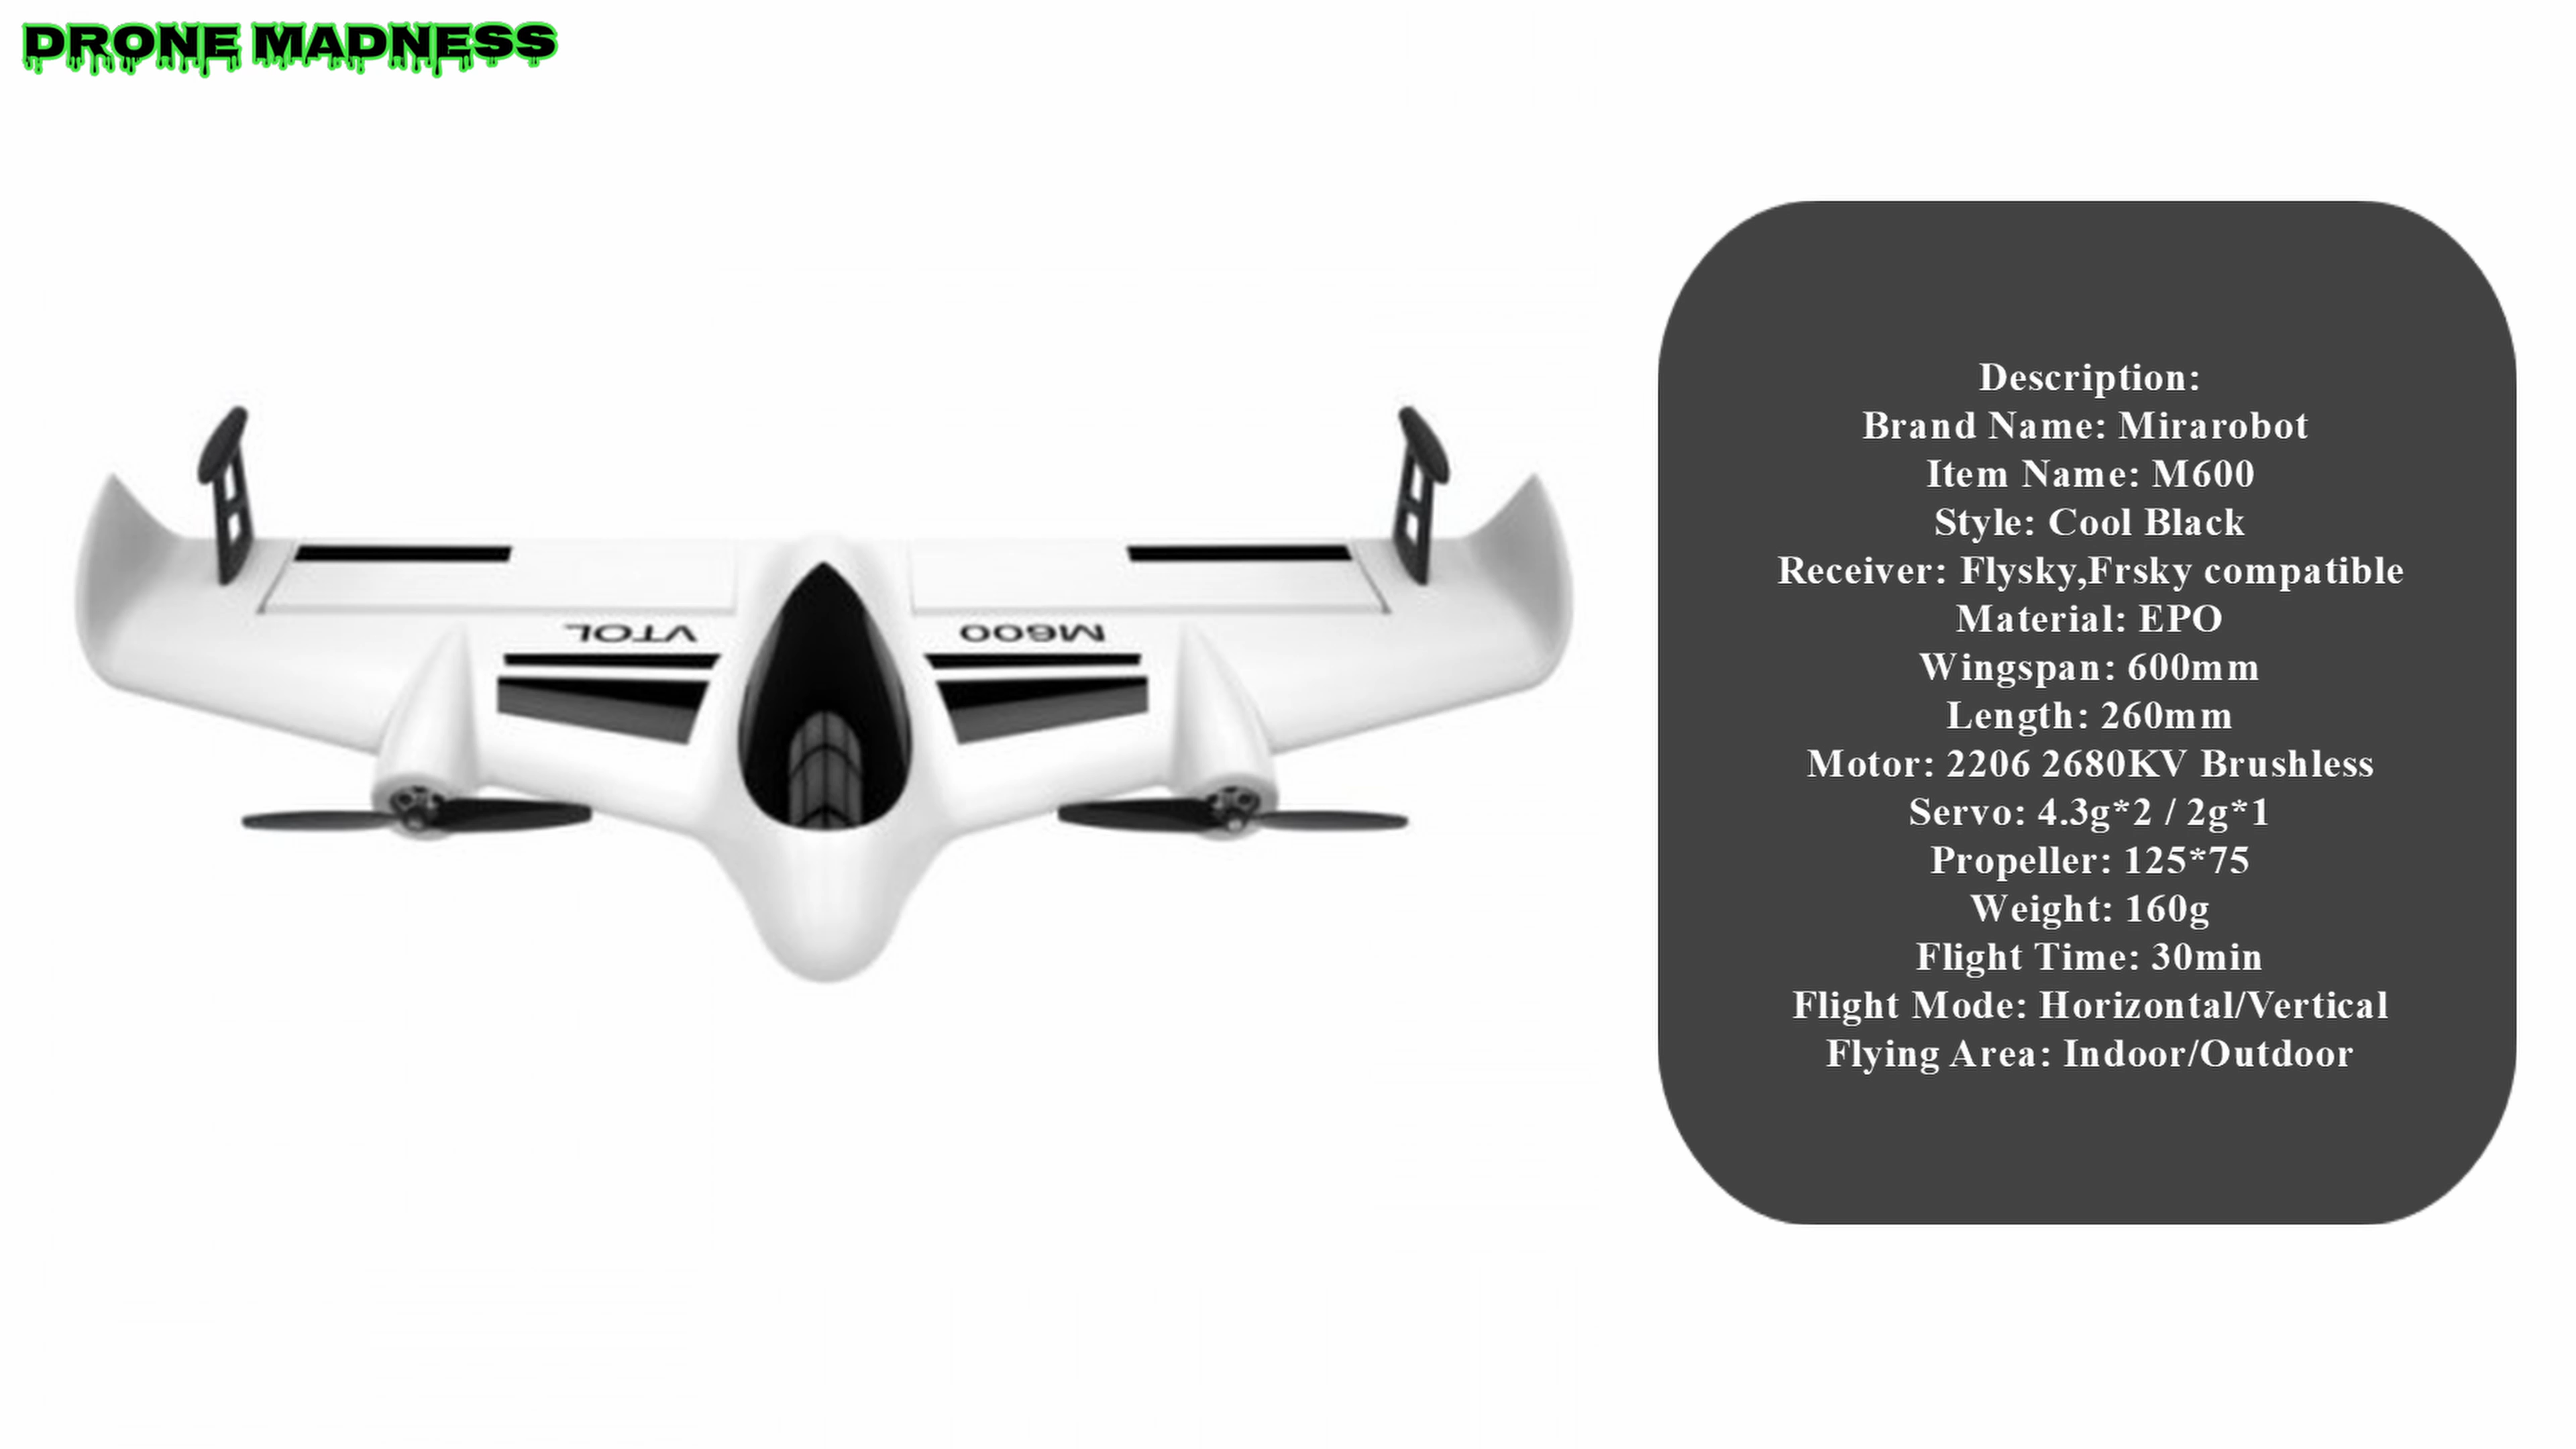 DRONE MADNESS
VTOL
M600
Description:
Brand Name: Mirarobot
Item Name: M600
Style: Cool Black
Receiver: Flysky,Frsky compatible
Material: EPO
Wingspan: 600mm
Length: 260mm
Motor: 2206 2680KV Brushless
Servo: 4.3g*2 / 2g*1
Propeller: 125*75
Weight: 160g
Flight Time: 30min
Flight Mode: Horizontal/Vertical
Flying Area: Indoor/Outdoor